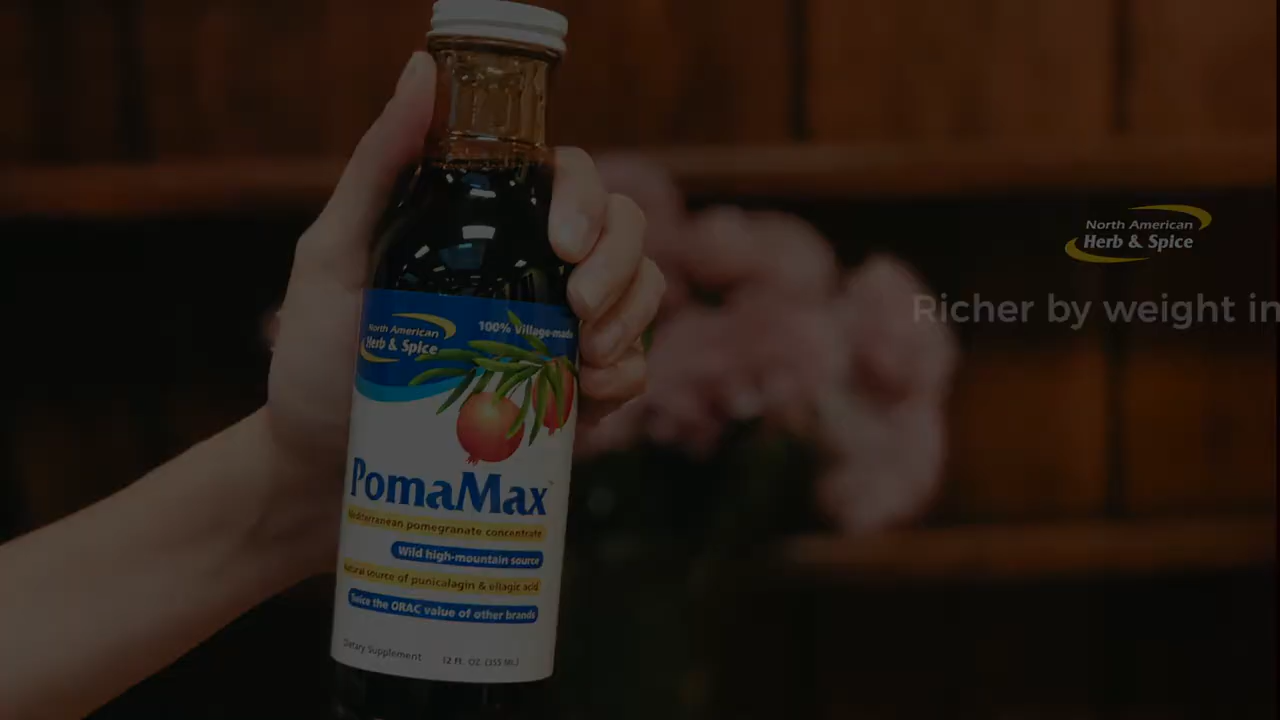 North American
Herb & Spice
Richer by weight in
North American
Herb & Spice
100% Village-made
PomaMax
Mediterranean pomegranate concentrate
Wild high-mountain source
Natural source of punicalagin & ellagic acid
Twice the ORAC value of other brands
Dietary Supplement
12 FL. OZ. (355 ML)